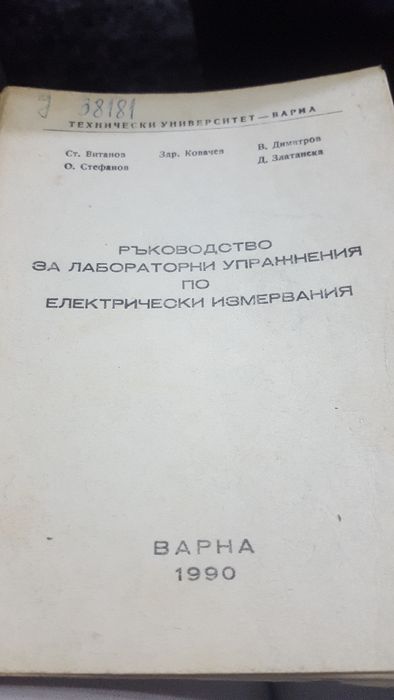 У 38181
ТЕХНИЧЕСКИ УНИВЕРСИТЕТ — ВАРНА
Ст. Витанов Здр. Ковачев В. Димитров
О. Стефанов Д. Златанска
РЪКОВОДСТВО
ЗА ЛАБОРАТОРНИ УПРАЖНЕНИЯ
ПО
ЕЛЕКТРИЧЕСКИ ИЗМЕРВАНИЯ
ВАРНА
1990